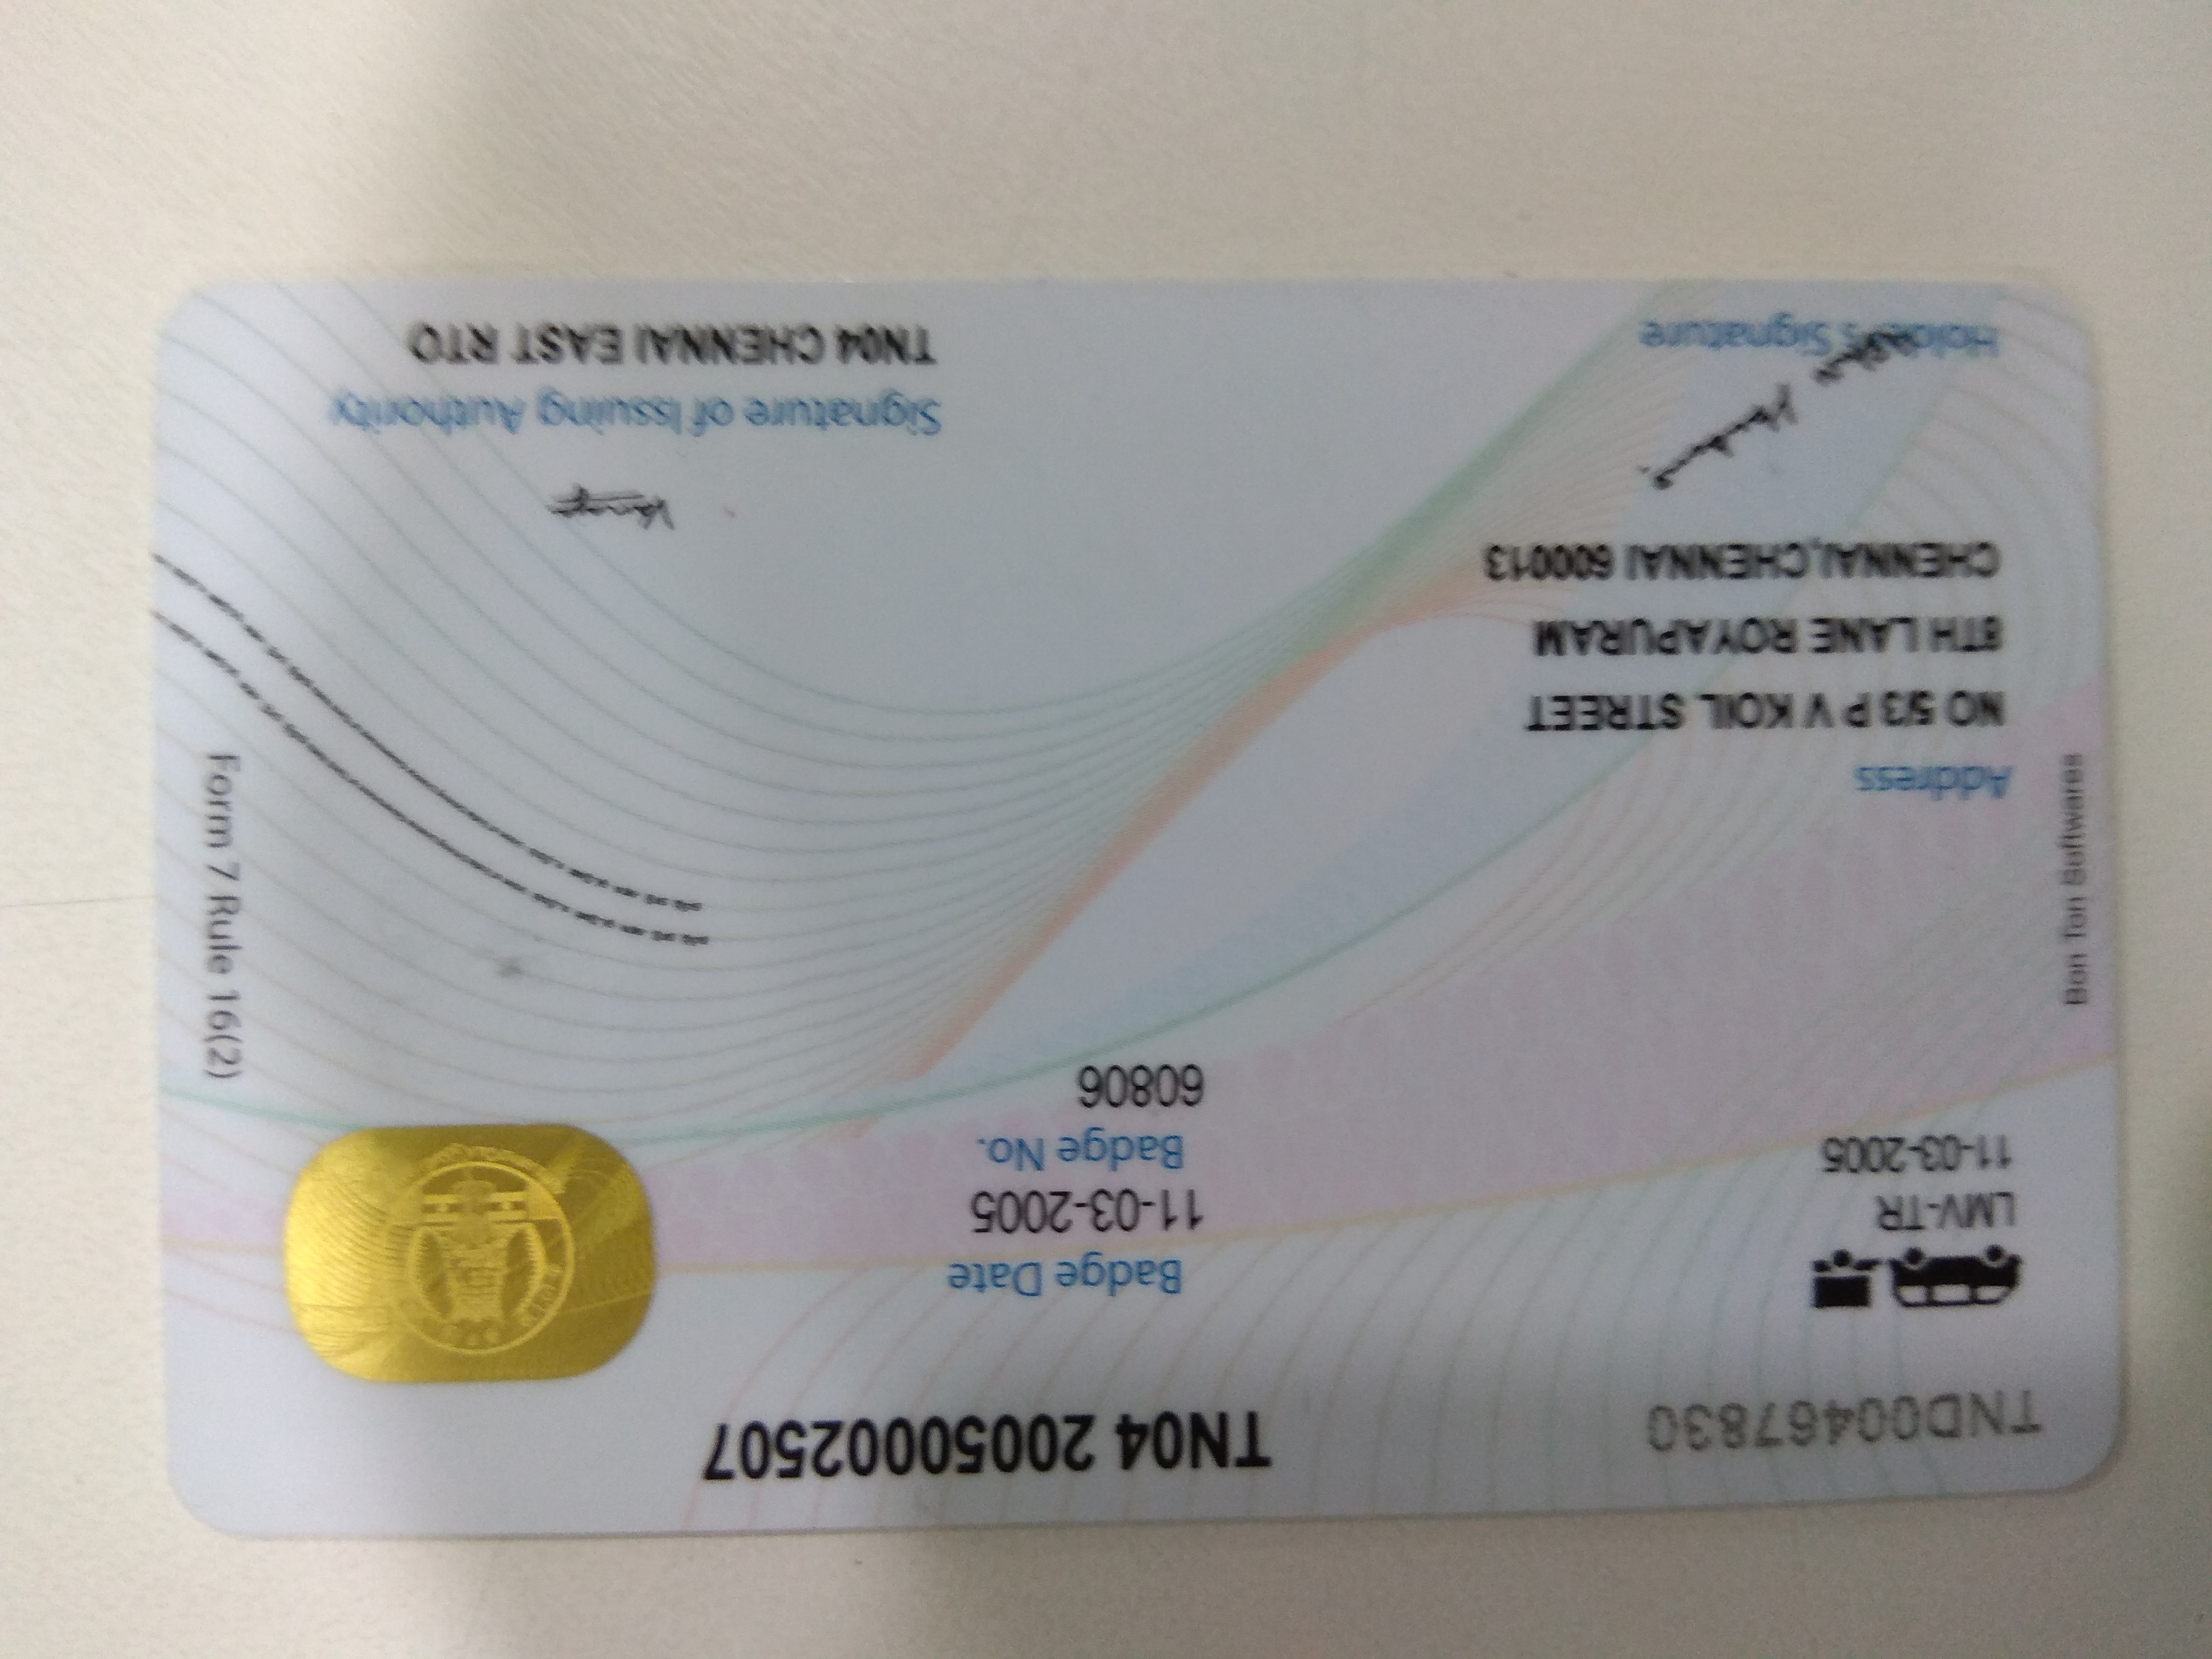 TND00467830
TN04 20050002507
LMV-TR
11-03-2005
Badge Date
11-03-2005
Badge No.
60806
Form 7 Rule 16(2)
Bon Ton Softwares
Address
NO 5/3 P V KOIL STREET
8TH LANE ROYAPURAM
CHENNAI,CHENNAI 600013
Holder's Signature
Signature of Issuing Authority
TN04 CHENNAI EAST RTO